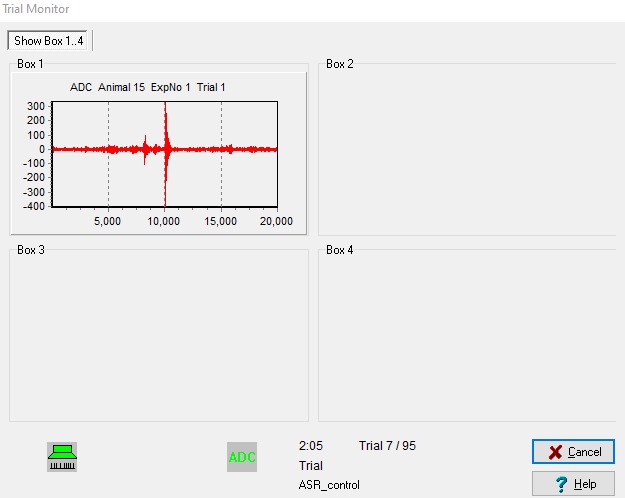 Trial Monitor
Show Box 1..4
Box 1
ADC Animal 15 ExpNo 1 Trial 1
300
200
100
0
-100
-200
-300
-400
5,000 10,000 15,000 20,000
Box 2
Box 3
Box 4
ADC
2:05 Trial 7 / 95
Trial
ASR_control
Cancel
Help